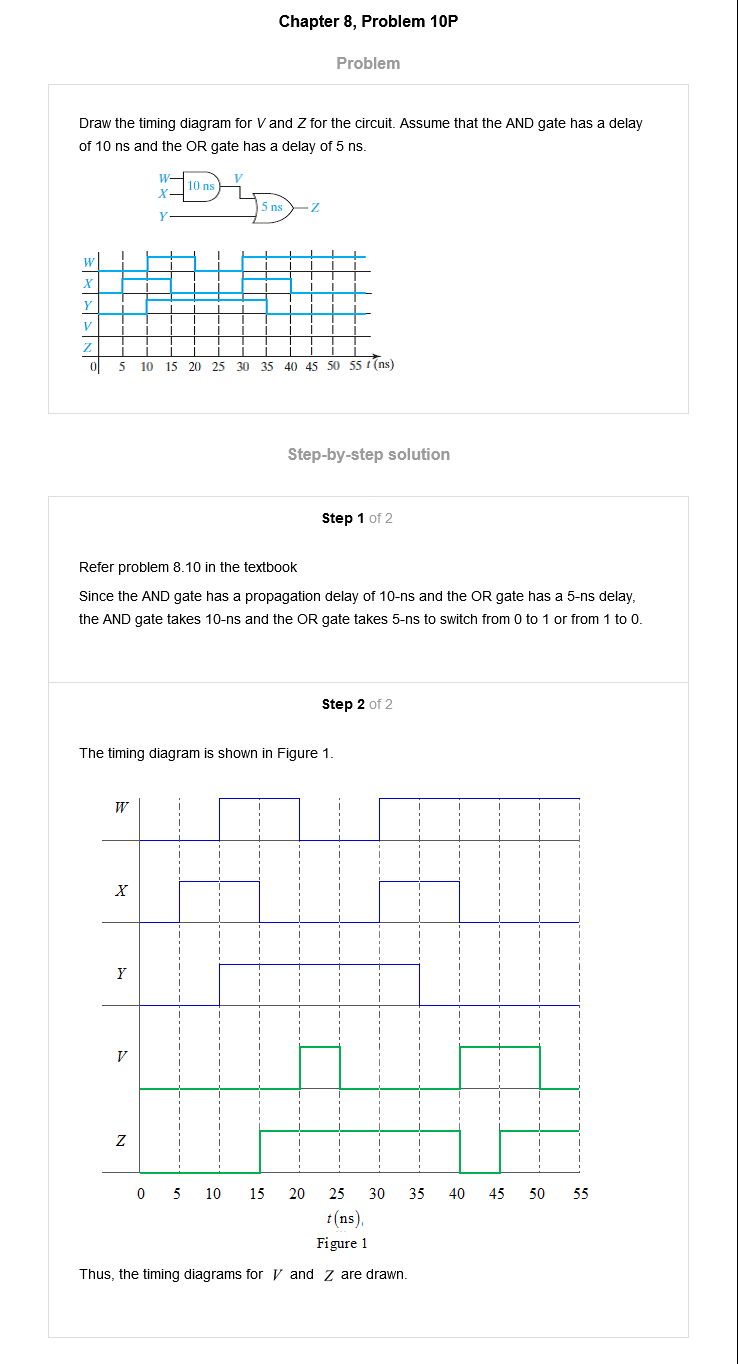 Chapter 8, Problem 10P
Problem
Draw the timing diagram for V and Z for the circuit. Assume that the AND gate has a delay
of 10 ns and the OR gate has a delay of 5 ns.
W
X
10 ns
V
5 ns
Z
Y
W
X
Y
V
Z
0 5 10 15 20 25 30 35 40 45 50 55 t (ns)
Step-by-step solution
Step 1 of 2
Refer problem 8.10 in the textbook
Since the AND gate has a propagation delay of 10-ns and the OR gate has a 5-ns delay,
the AND gate takes 10-ns and the OR gate takes 5-ns to switch from 0 to 1 or from 1 to 0.
Step 2 of 2
The timing diagram is shown in Figure 1.
W
X
Y
V
Z
0 5 10 15 20 25 30 35 40 45 50 55
t(ns),
Figure 1
Thus, the timing diagrams for V and Z are drawn.